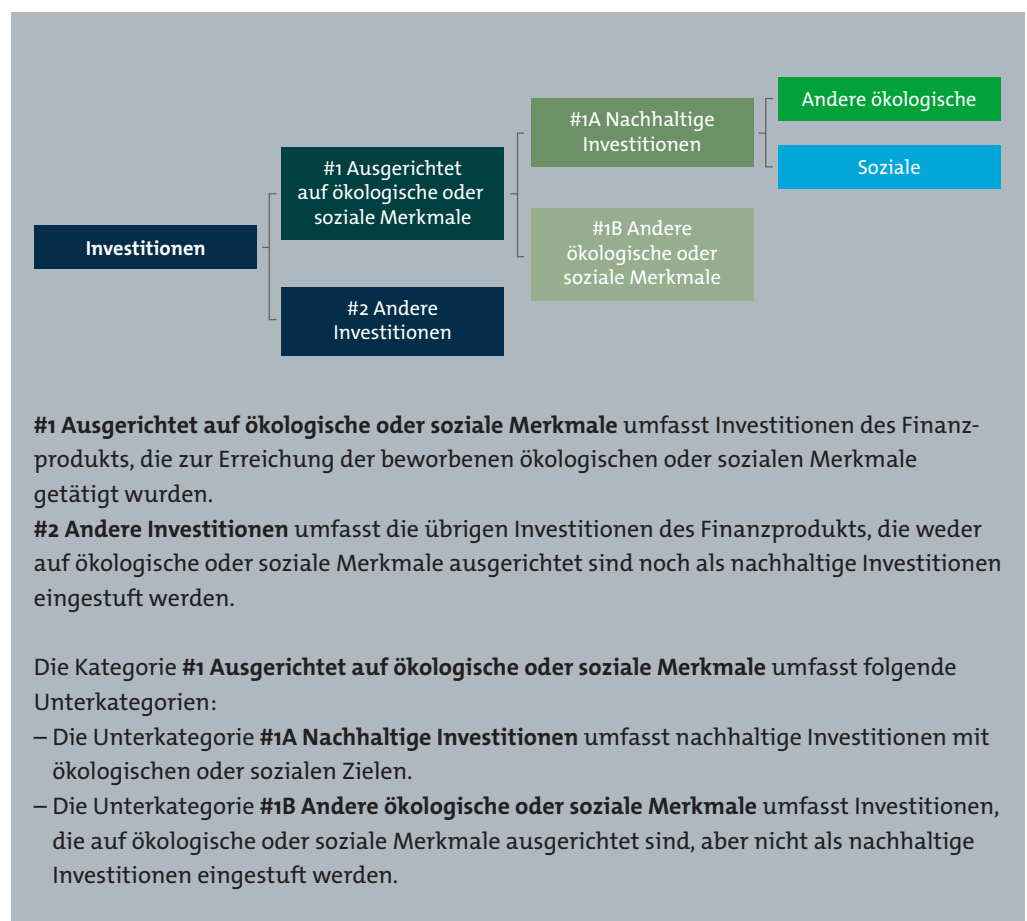 Andere ökologische
#1A Nachhaltige
Investitionen
Soziale
#1 Ausgerichtet
auf ökologische oder
soziale Merkmale
#1B Andere
ökologische oder
soziale Merkmale
Investitionen
#2 Andere
Investitionen
#1 Ausgerichtet auf ökologische oder soziale Merkmale umfasst Investitionen des Finanz-
produkts, die zur Erreichung der beworbenen ökologischen oder sozialen Merkmale
getätigt wurden.
#2 Andere Investitionen umfasst die übrigen Investitionen des Finanzprodukts, die weder
auf ökologische oder soziale Merkmale ausgerichtet sind noch als nachhaltige Investitionen
eingestuft werden.
Die Kategorie #1 Ausgerichtet auf ökologische oder soziale Merkmale umfasst folgende
Unterkategorien:
– Die Unterkategorie #1A Nachhaltige Investitionen umfasst nachhaltige Investitionen mit
ökologischen oder sozialen Zielen.
– Die Unterkategorie #1B Andere ökologische oder soziale Merkmale umfasst Investitionen,
die auf ökologische oder soziale Merkmale ausgerichtet sind, aber nicht als nachhaltige
Investitionen eingestuft werden.